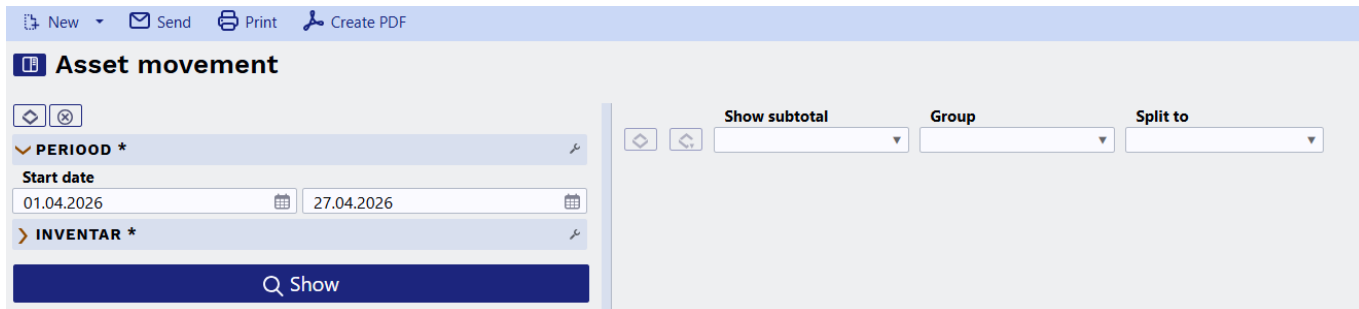 New Send Print Create PDF
Asset movement
PERIOOD *
Start date
01.04.2026 27.04.2026
INVENTAR *
Show
Show subtotal Group Split to